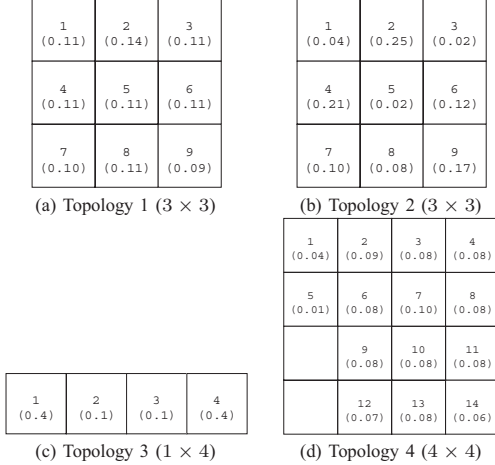 1 2 3
(0.11) (0.14) (0.11)
4 5 6
(0.11) (0.11) (0.11)
7 8 9
(0.10) (0.11) (0.09)
(a) Topology 1 (3 × 3)
1 2 3
(0.04) (0.25) (0.02)
4 5 6
(0.21) (0.02) (0.12)
7 8 9
(0.10) (0.08) (0.17)
(b) Topology 2 (3 × 3)
1 2 3 4
(0.4) (0.1) (0.1) (0.4)
(c) Topology 3 (1 × 4)
1 2 3 4
(0.04) (0.09) (0.08) (0.08)
5 6 7 8
(0.01) (0.08) (0.10) (0.08)
9 10 11
(0.08) (0.08) (0.08)
12 13 14
(0.07) (0.08) (0.06)
(d) Topology 4 (4 × 4)